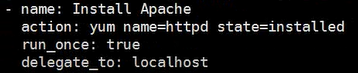 - name: Install Apache
  action: yum name=httpd state=installed
  run_once: true
  delegate_to: localhost